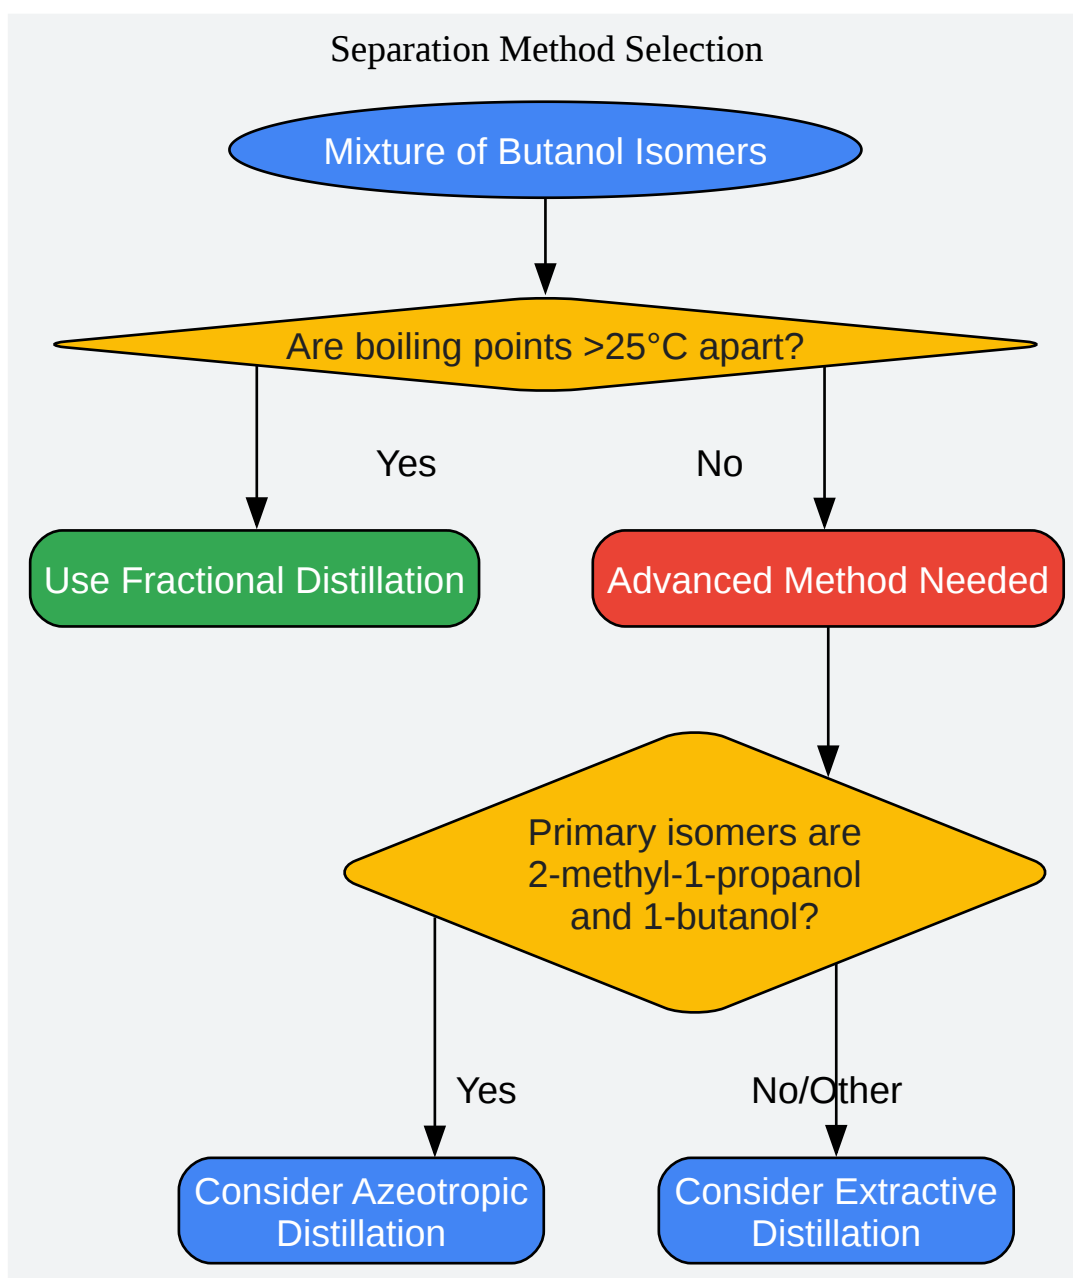 Separation Method Selection
Mixture of Butanol Isomers
Are boiling points >25°C apart?
Yes
No
Use Fractional Distillation
Advanced Method Needed
Primary isomers are
2-methyl-1-propanol
and 1-butanol?
Yes
No/Other
Consider Azeotropic
Distillation
Consider Extractive
Distillation